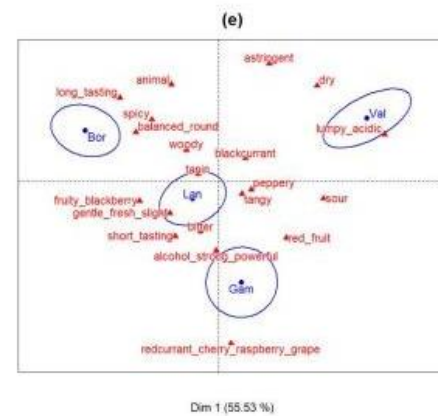 (e)
astringent
animal
dry
long_tasting
Val
spicy
balanced_round
Bor
lumpy_acidic
woody
blackcurrant
tanin
peppery
Lan
tangy
sour
fruity_blackberry
gentle_fresh_slight
bitter
short_tasting
red_fruit
alcohol_strong_powerful
Gam
redcurrant_cherry_raspberry_grape
Dim 1 (55.53 %)